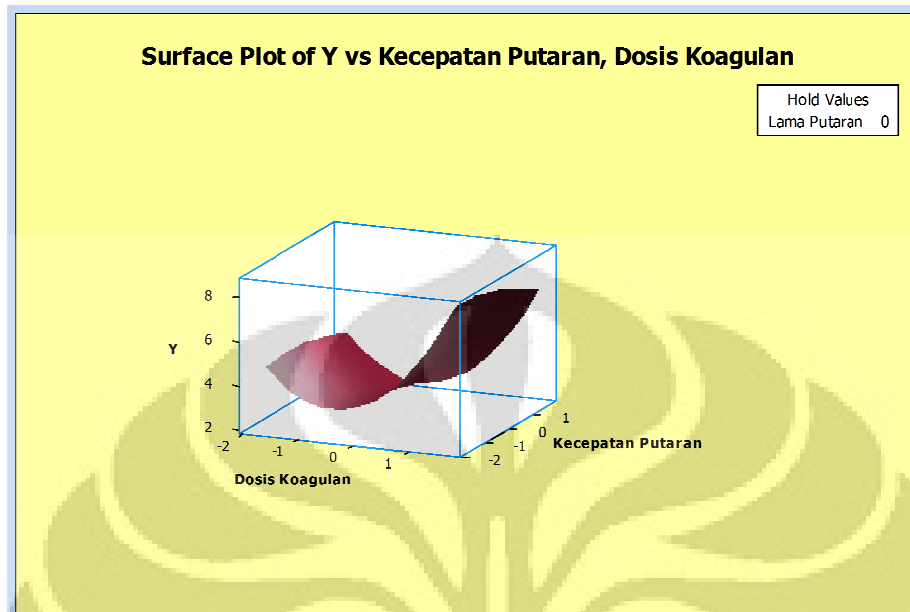 Surface Plot of Y vs Kecepatan Putaran, Dosis Koagulan
Hold Values
Lama Putaran 0
8
6
Y
4
2
-2
-1
0
1
Dosis Koagulan
-2
-1
0
1
Kecepatan Putaran